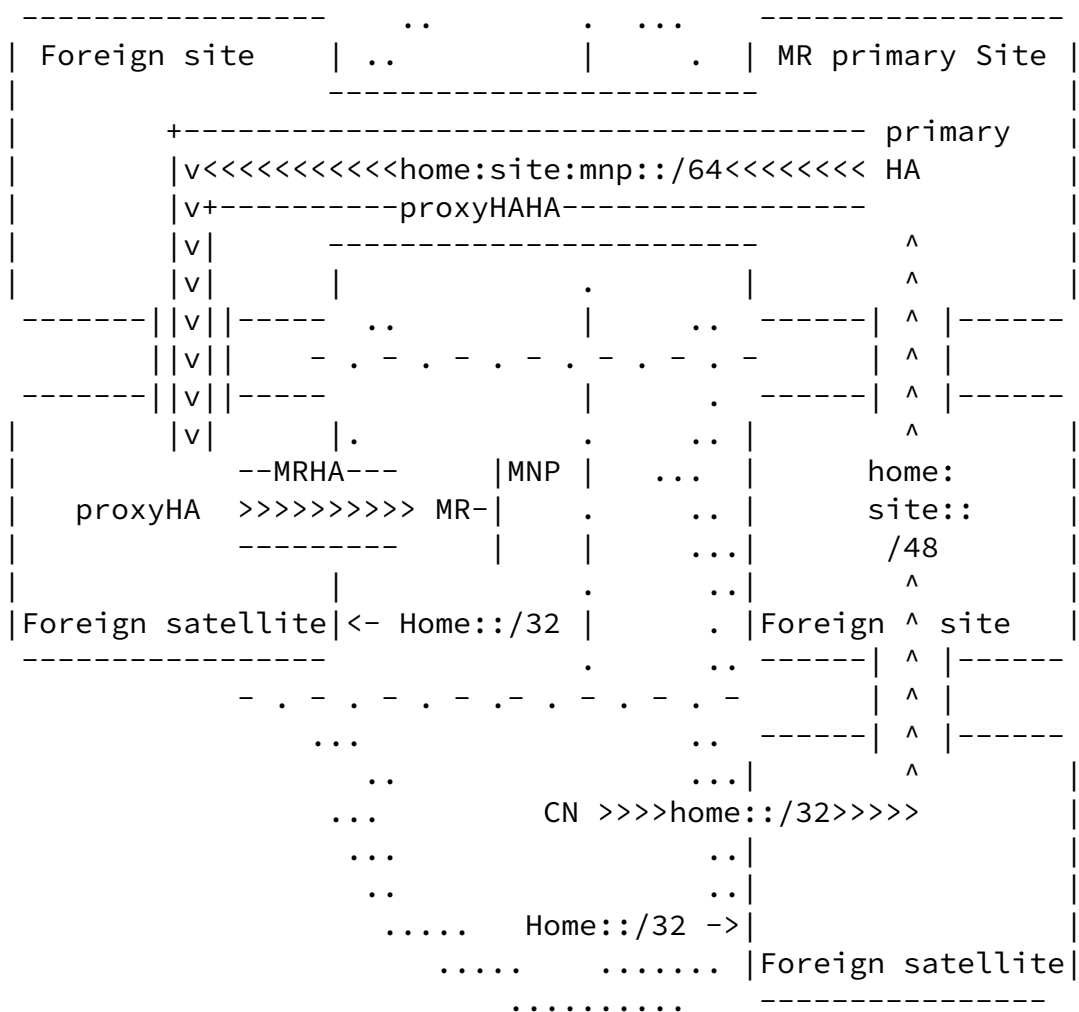 -----------------    ..        .  ...    -----------------
| Foreign site    | ..          |     .  | MR primary Site |
|                  ------------------------                 |
|         +-------------------------------------- primary   |
|         |v<<<<<<<<<<<home:site:mnp::/64<<<<<<<< HA        |
|         |v+----------proxyHAHA-----------------           |
|         |v|      ------------------------        ^        |
|         |v|      |             .        |        ^        |
 -------||v||-----  ..          |     ..  ------| ^ |------
        ||v||    - . - . - . - . - . - . -      | ^ |
 -------||v||-----              |      .  ------| ^ |------
|        |v|      |.            .     .. |        ^        |
|            --MRHA---     |MNP |   ...  |      home:      |
|   proxyHA  >>>>>>>>>> MR-|    .     .. |      site::     |
|            ---------     |    |     ...|       /48       |
|                 |             .      ..|        ^        |
|Foreign satellite|<- Home::/32 |      . |Foreign ^ site   |
 -----------------              .     .. ------| ^ |------
            - . - . - . - .- . - . - . -       | ^ |
                ...                   ..  ------| ^ |------
                   ..                 ...|        ^        |
                 ...         CN >>>>home::/32>>>>>         |
                  ...                  ..|                 |
                   ..                  ..|                 |
                    .....   Home::/32 ->|                 |
                       .....    ....... |Foreign satellite|
                           ..........    ----------------